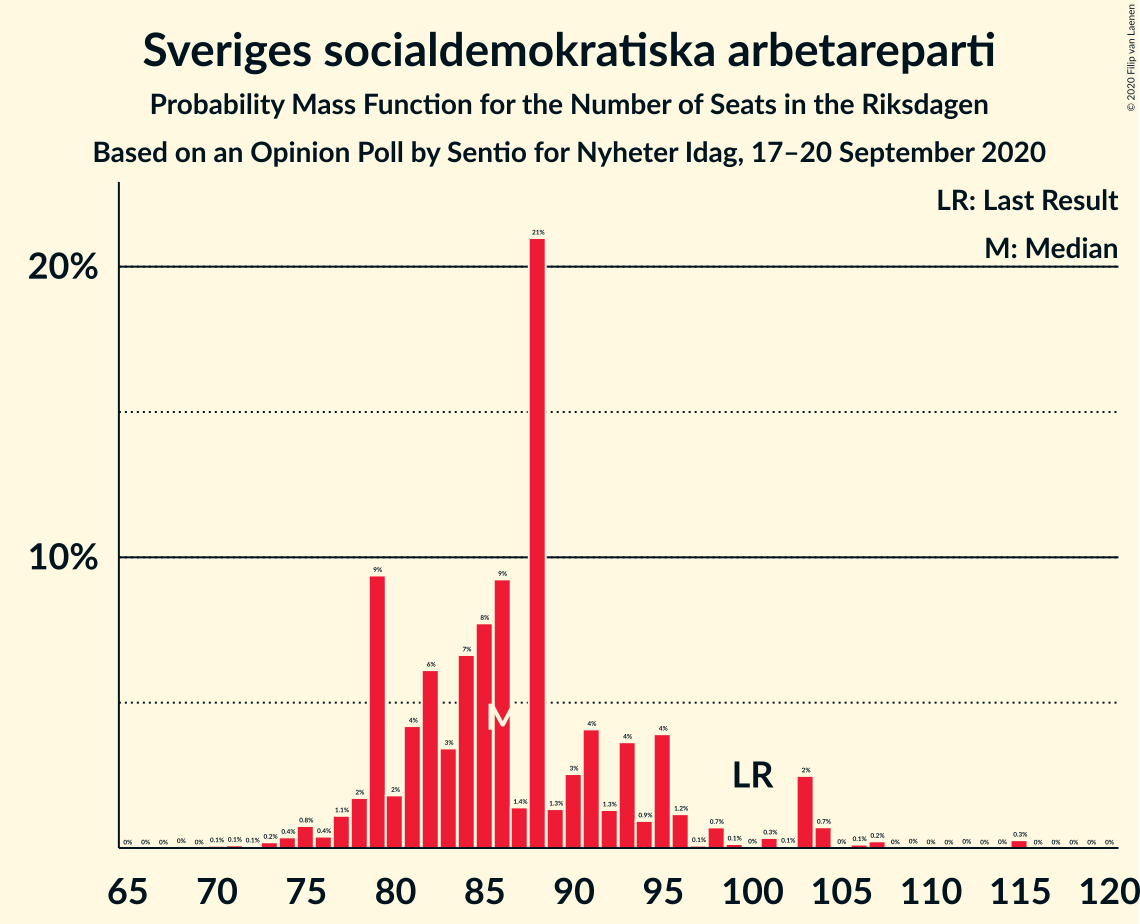 Sveriges socialdemokratiska arbetareparti
Probability Mass Function for the Number of Seats in the Riksdagen
Based on an Opinion Poll by Sentio for Nyheter Idag, 17–20 September 2020
© 2020 Filip van Laenen
LR: Last Result
M: Median
20%
10%
0% 0% 0% 0% 0% 0.1% 0.1% 0.1% 0.2% 0.4% 0.8% 0.4% 1.1% 2% 9% 2% 4% 6% 3% 7% 8% 9% 1.4% 21% 1.3% 3% 4% 1.3% 4% 0.9% 4% 1.2% 0.1% 0.7% 0.1% 0% 0.3% 0.1% 2% 0.7% 0% 0.1% 0.2% 0% 0% 0% 0% 0% 0% 0% 0.3% 0% 0% 0% 0% 0%
M
LR
65 70 75 80 85 90 95 100 105 110 115 120